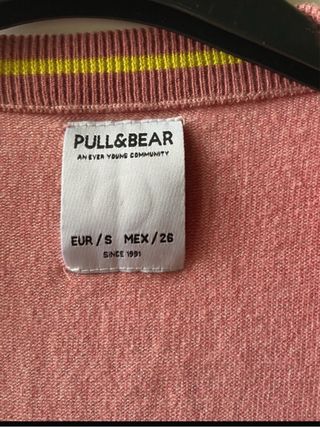 PULL&BEAR
AN EVER YOUNG COMMUNITY
EUR/S MEX/26
SINCE 1991